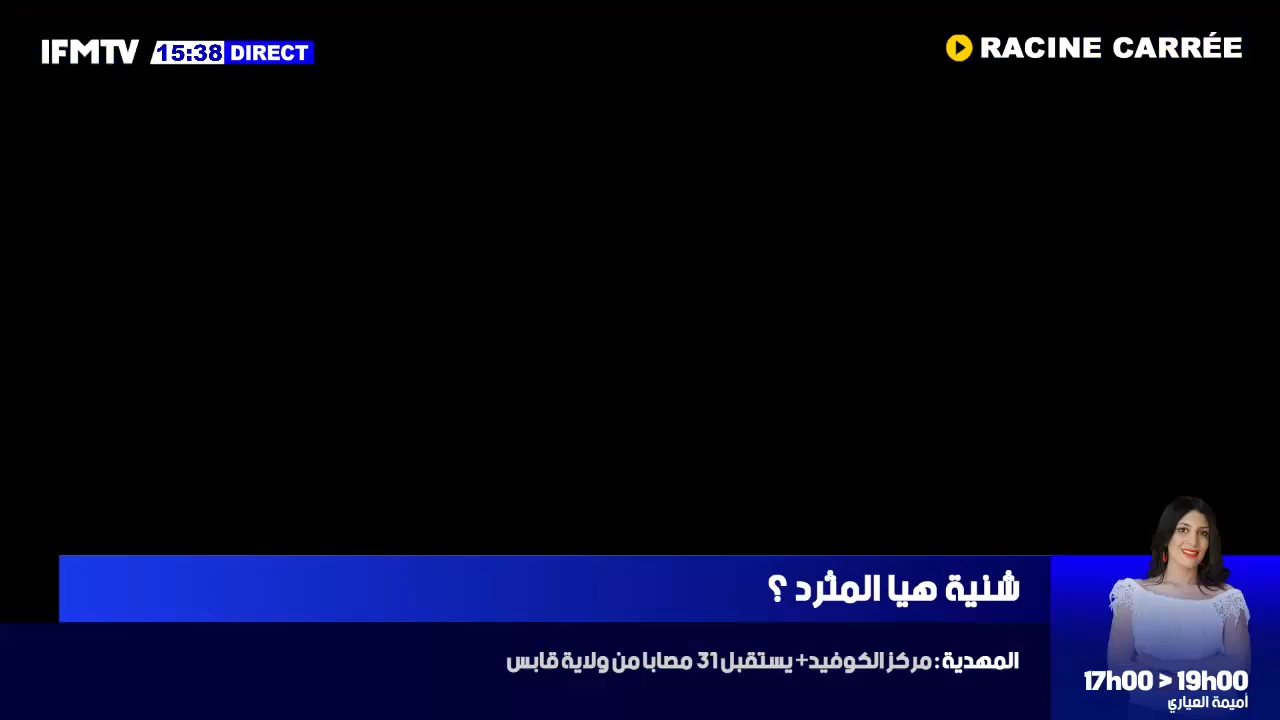 IFMTV 15:38 DIRECT
RACINE CARRÉE
شنية هيا المثرد ؟
المهدية : مركز الكوفيد+ يستقبل 31 مصابا من ولاية قابس
17h00 > 19h00
أميمة العياري